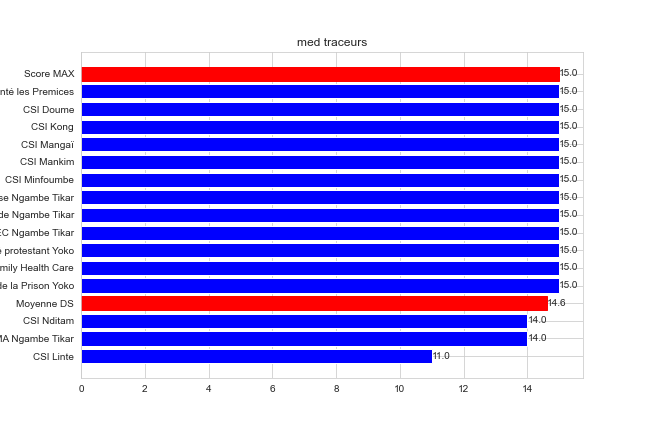 med traceurs
Score MAX 15.0
nté les Premices 15.0
CSI Doume 15.0
CSI Kong 15.0
CSI Mangaï 15.0
CSI Mankim 15.0
CSI Minfoumbe 15.0
se Ngambe Tikar 15.0
de Ngambe Tikar 15.0
EC Ngambe Tikar 15.0
e protestant Yoko 15.0
mily Health Care 15.0
de la Prison Yoko 15.0
Moyenne DS 14.6
CSI Nditam 14.0
MA Ngambe Tikar 14.0
CSI Linte 11.0
0 2 4 6 8 10 12 14